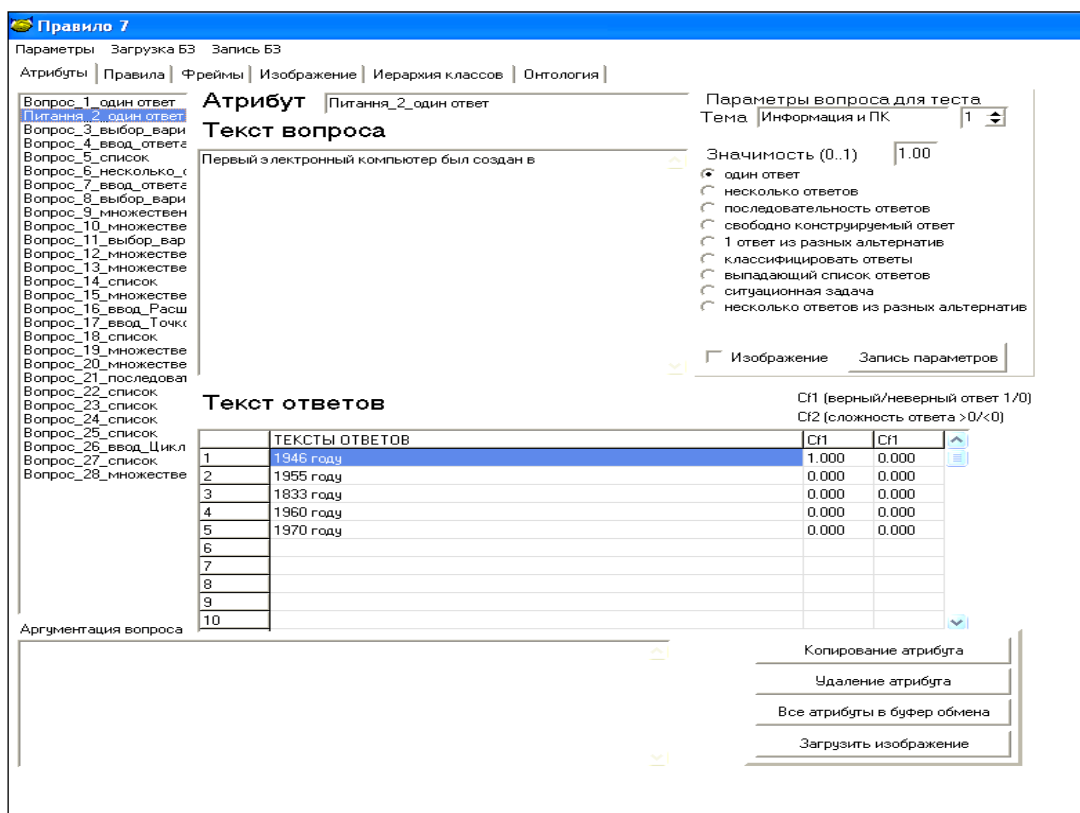 Правило 7
Параметры Загрузка БЗ Запись БЗ
Атрибуты Правила Фреймы Изображение Иерархия классов Онтология
Вопрос_1_один ответ
Питання_2_один ответ
Вопрос_3_выбор_вари
Вопрос_4_ввод_ответа
Вопрос_5_список
Вопрос_6_несколько_о
Вопрос_7_ввод_ответа
Вопрос_8_выбор_вари
Вопрос_9_множествен
Вопрос_10_множестве
Вопрос_11_выбор_вар
Вопрос_12_множестве
Вопрос_13_множестве
Вопрос_14_список
Вопрос_15_множестве
Вопрос_16_ввод_Расш
Вопрос_17_ввод_Точко
Вопрос_18_список
Вопрос_19_множестве
Вопрос_20_множестве
Вопрос_21_последоват
Вопрос_22_список
Вопрос_23_список
Вопрос_24_список
Вопрос_25_список
Вопрос_26_ввод_Цикл
Вопрос_27_список
Вопрос_28_множестве
Атрибут Питання_2_один ответ
Текст вопроса
Первый электронный компьютер был создан в
Параметры вопроса для теста
Тема Информация и ПК 1
Значимость (0..1) 1.00
один ответ
несколько ответов
последовательность ответов
свободно конструируемый ответ
1 ответ из разных альтернатив
классифицировать ответы
выпадающий список ответов
ситуационная задача
несколько ответов из разных альтернатив
Изображение Запись параметров
Текст ответов
Cf1 (верный/неверный ответ 1/0)
Cf2 (сложность ответа >0/<0)
ТЕКСТЫ ОТВЕТОВ Cf1 Cf1
1 1946 году 1.000 0.000
2 1955 году 0.000 0.000
3 1833 году 0.000 0.000
4 1960 году 0.000 0.000
5 1970 году 0.000 0.000
6
7
8
9
10
Аргументация вопроса
Копирование атрибута
Удаление атрибута
Все атрибуты в буфер обмена
Загрузить изображение